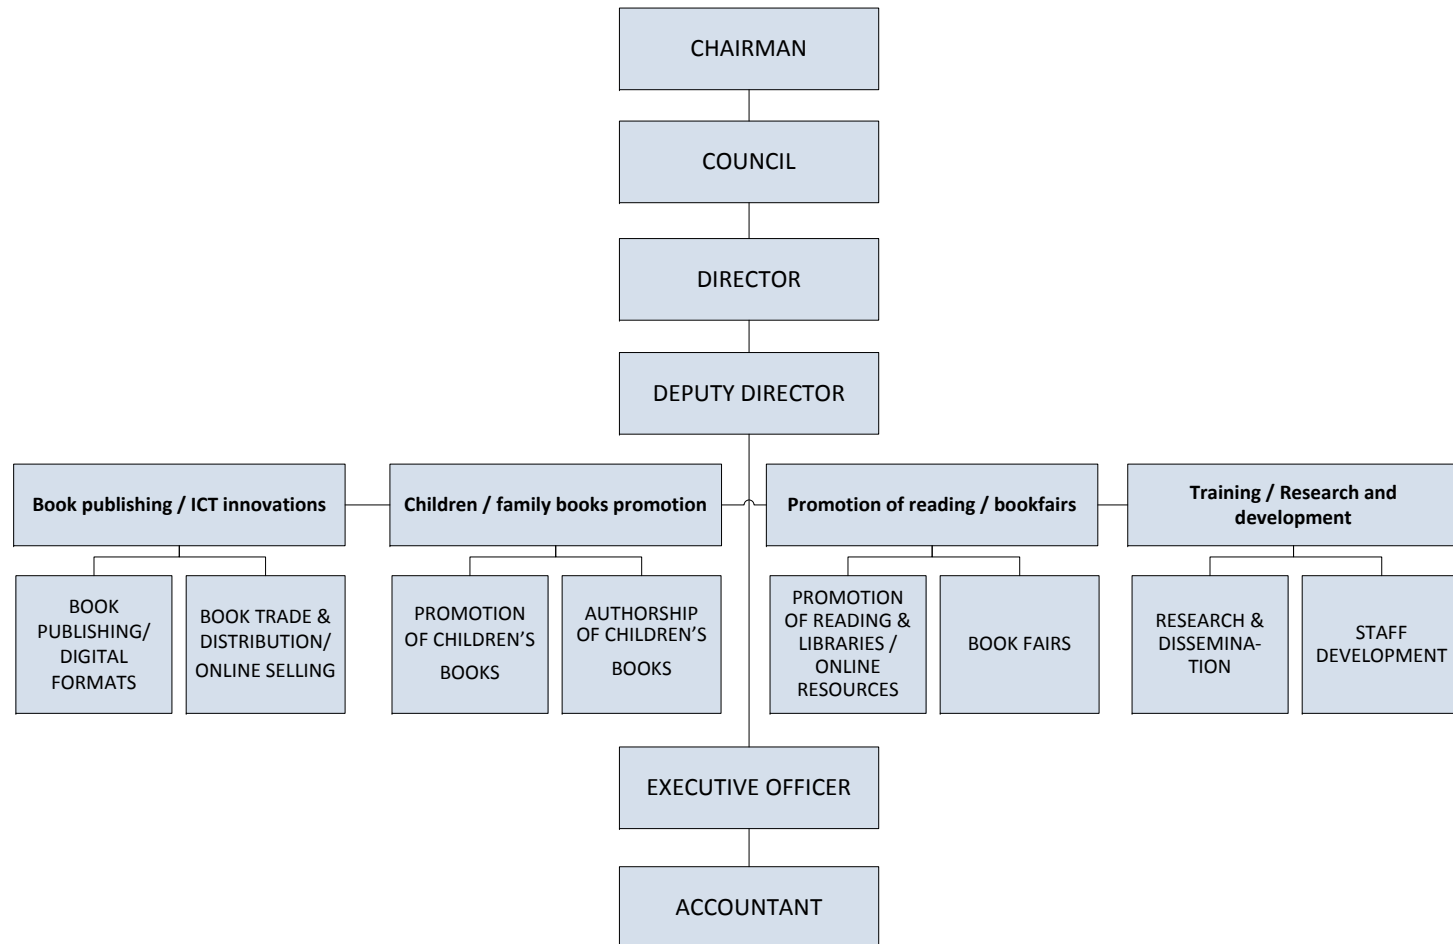 CHAIRMAN
COUNCIL
DIRECTOR
DEPUTY DIRECTOR
Book publishing / ICT innovations
Children / family books promotion
Promotion of reading / bookfairs
Training / Research and
development
BOOK
PUBLISHING/
DIGITAL
FORMATS
BOOK TRADE &
DISTRIBUTION/
ONLINE SELLING
PROMOTION
OF CHILDREN’S
BOOKS
AUTHORSHIP
OF CHILDREN’S
BOOKS
PROMOTION
OF READING &
LIBRARIES /
ONLINE
RESOURCES
BOOK FAIRS
RESEARCH &
DISSEMINA-
TION
STAFF
DEVELOPMENT
EXECUTIVE OFFICER
ACCOUNTANT